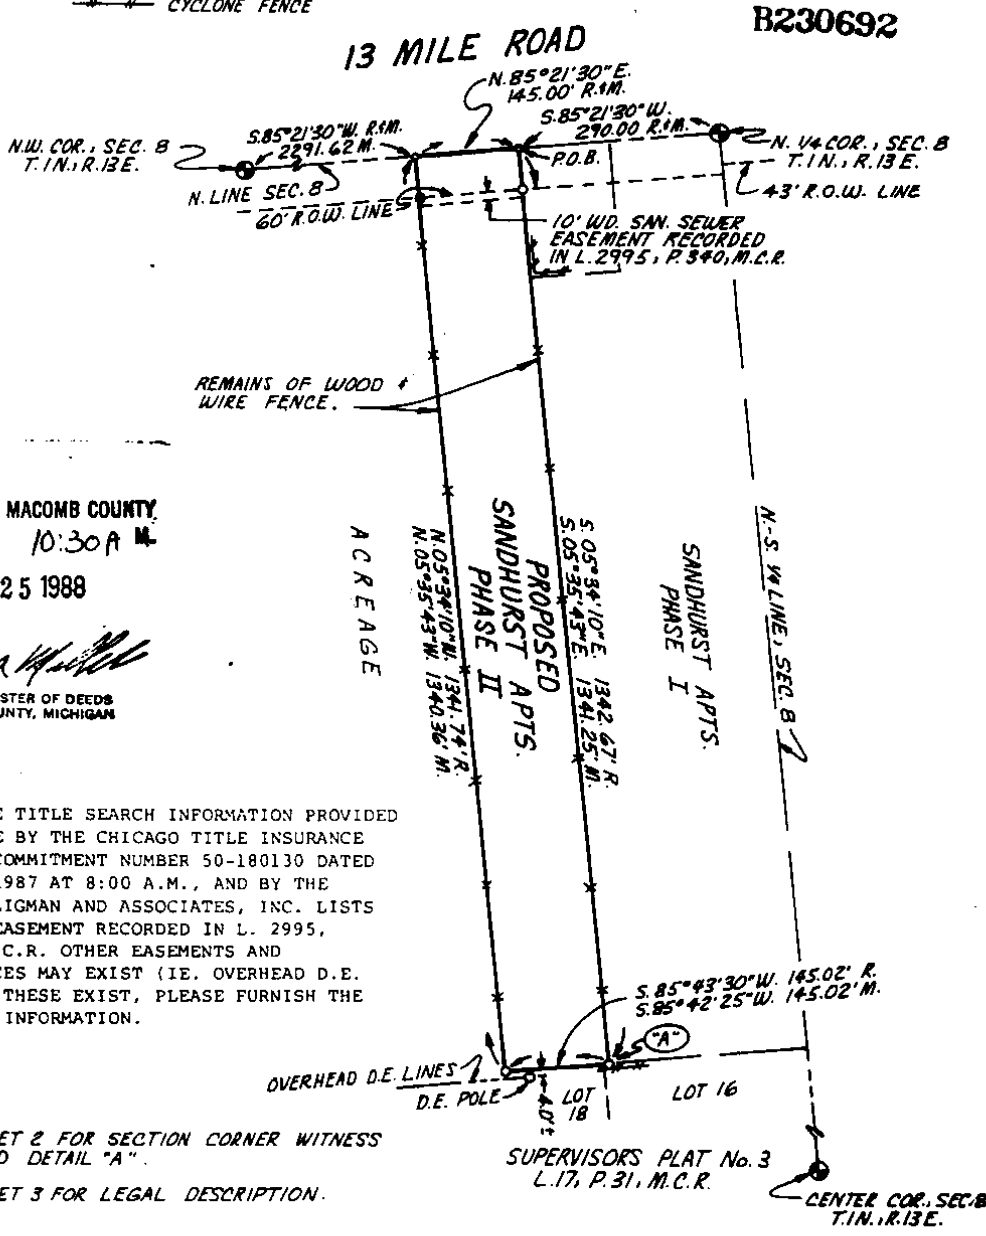 CYCLONE FENCE
B230692
13 MILE ROAD
N.85°21'30"E.
145.00' R.&M.
S.85°21'30"W. R.&M.
2291.62 M.
S.85°21'30"W.
290.00 R.&M.
N.W. COR., SEC. 8
T.1N., R.13E.
N. 1/4 COR., SEC. 8
T.1N., R.13E.
P.O.B.
N. LINE SEC. 8
60' R.O.W. LINE
43' R.O.W. LINE
10' WD. SAN. SEWER
EASEMENT RECORDED
IN L.2995, P.340, M.C.R.
REMAINS OF WOOD &
WIRE FENCE.
MACOMB COUNTY
10:30 A M.
25 1988
STER OF DEEDS
UNTY, MICHIGAN
ACREAGE
N.05°34'10"W. 1341.74' R.
N.05°35'43"W. 1340.36' M.
PROPOSED
SANDHURST APTS.
PHASE II
S.05°34'10"E. 1342.67' R.
S.05°35'43"E. 1341.25' M.
SANDHURST APTS.
PHASE I
N.-S. 1/4 LINE, SEC. 8
E TITLE SEARCH INFORMATION PROVIDED
E BY THE CHICAGO TITLE INSURANCE
COMMITMENT NUMBER 50-180130 DATED
1987 AT 8:00 A.M., AND BY THE
LIGMAN AND ASSOCIATES, INC. LISTS
EASEMENT RECORDED IN L. 2995,
C.R. OTHER EASEMENTS AND
CES MAY EXIST (IE. OVERHEAD D.E.
THESE EXIST, PLEASE FURNISH THE
INFORMATION.
S.85°43'30"W. 145.02' R.
S.85°42'25"W. 145.02' M.
"A"
OVERHEAD D.E. LINES
D.E. POLE
4.0'±
LOT
18
LOT 16
ET 2 FOR SECTION CORNER WITNESS
D DETAIL "A".
ET 3 FOR LEGAL DESCRIPTION.
SUPERVISORS PLAT No. 3
L.17, P.31, M.C.R.
CENTER COR., SEC. 8
T.1N., R.13E.